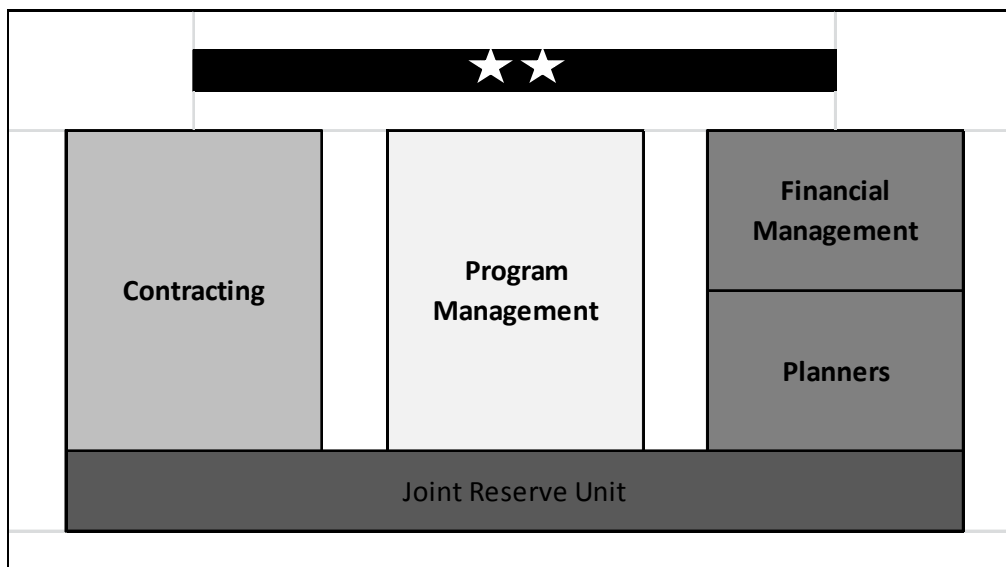 Contracting
Program
Management
Financial
Management
Planners
Joint Reserve Unit